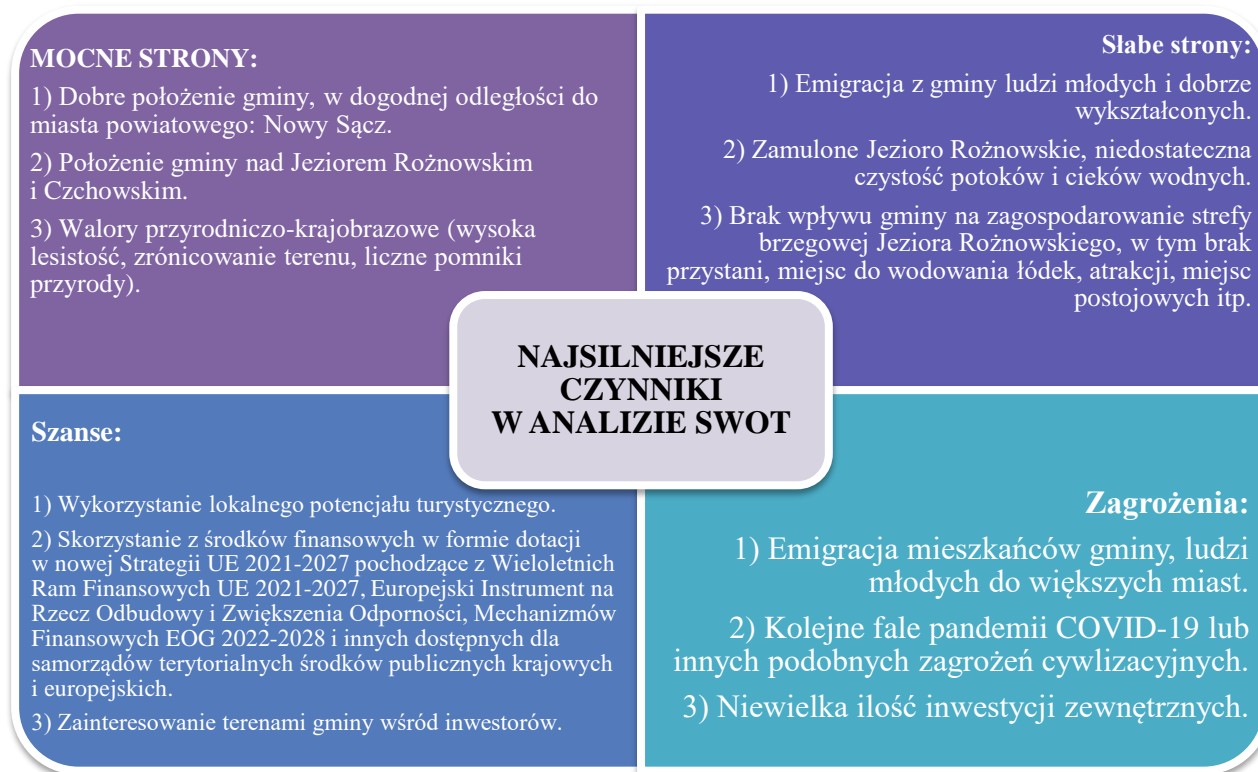 MOCNE STRONY:
1) Dobre położenie gminy, w dogodnej odległości do
miasta powiatowego: Nowy Sącz.
2) Położenie gminy nad Jeziorem Rożnowskim
i Czchowskim.
3) Walory przyrodniczo-krajobrazowe (wysoka
lesistość, zrónicowanie terenu, liczne pomniki
przyrody).
Słabe strony:
1) Emigracja z gminy ludzi młodych i dobrze
wykształconych.
2) Zamulone Jezioro Rożnowskie, niedostateczna
czystość potoków i cieków wodnych.
3) Brak wpływu gminy na zagospodarowanie strefy
brzegowej Jeziora Rożnowskiego, w tym brak
przystani, miejsc do wodowania łódek, atrakcji, miejsc
postojowych itp.
NAJSILNIEJSZE
CZYNNIKI
W ANALIZIE SWOT
Szanse:
1) Wykorzystanie lokalnego potencjału turystycznego.
2) Skorzystanie z środków finansowych w formie dotacji
w nowej Strategii UE 2021-2027 pochodzące z Wieloletnich
Ram Finansowych UE 2021-2027, Europejski Instrument na
Rzecz Odbudowy i Zwiększenia Odporności, Mechanizmów
Finansowych EOG 2022-2028 i innych dostępnych dla
samorządów terytorialnych środków publicznych krajowych
i europejskich.
3) Zainteresowanie terenami gminy wśród inwestorów.
Zagrożenia:
1) Emigracja mieszkańców gminy, ludzi
młodych do większych miast.
2) Kolejne fale pandemii COVID-19 lub
innych podobnych zagrożeń cywlizacyjnych.
3) Niewielka ilość inwestycji zewnętrznych.